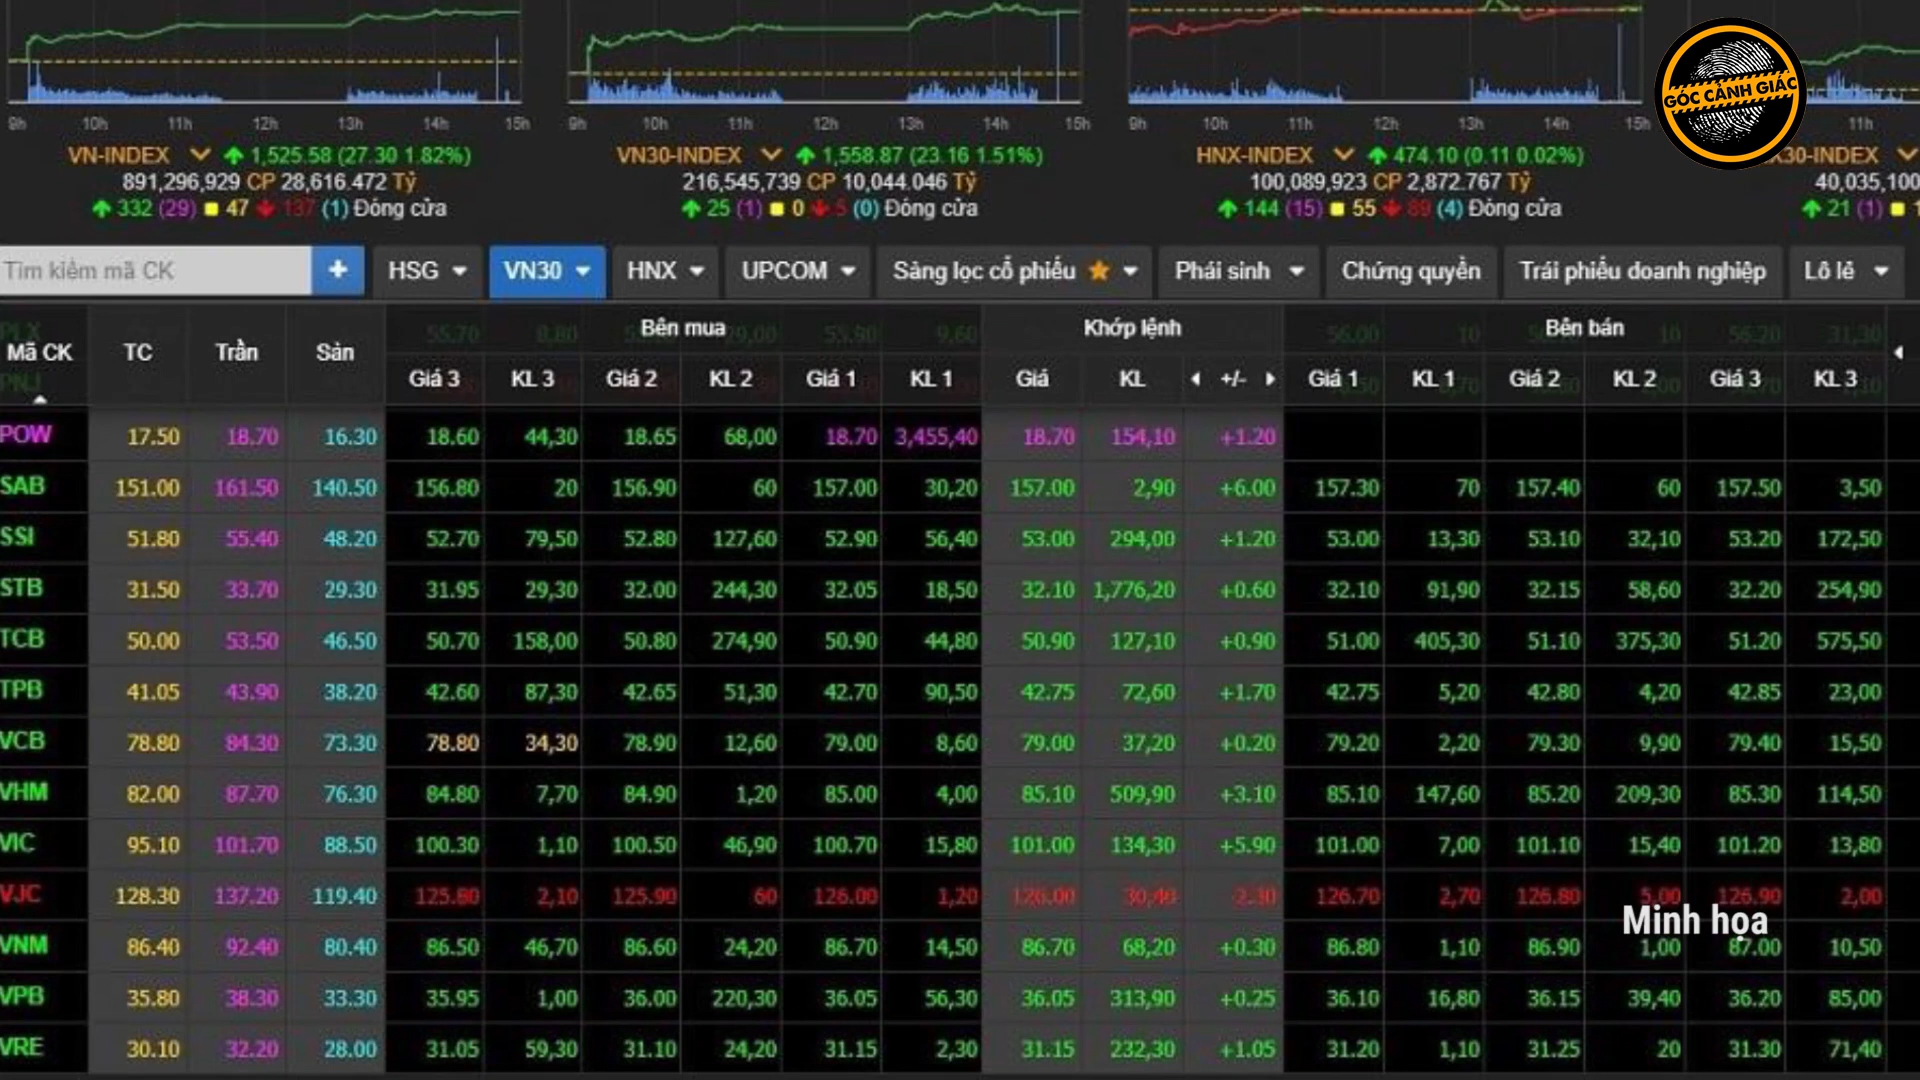 9h 10h 11h 12h 13h 14h 15h 9h 10h 11h 12h 13h 14h 15h 9h 10h 11h 12h 13h 14h 15h 11h
GÓC CẢNH GIÁC
VN-INDEX 1,525.58 (27.30 1.82%) VN30-INDEX 1,558.87 (23.16 1.51%) HNX-INDEX 474.10 (0.11 0.02%) X30-INDEX
891,296,929 CP 28,616.472 Tỷ 216,545,739 CP 10,044.046 Tỷ 100,089,923 CP 2,872.767 Tỷ 40,035,100
332 (29) 47 137 (1) Đóng cửa 25 (1) 0 5 (0) Đóng cửa 144 (15) 55 89 (4) Đóng cửa 21 (1) 1
Tìm kiếm mã CK + HSG VN30 HNX UPCOM Sàng lọc cổ phiếu Phái sinh Chứng quyền Trái phiếu doanh nghiệp Lô lẻ
Bên mua Khớp lệnh Bên bán
Mã CK TC Trần Sàn
Giá 3 KL 3 Giá 2 KL 2 Giá 1 KL 1 Giá KL +/- Giá 1 KL 1 Giá 2 KL 2 Giá 3 KL 3
POW 17.50 18.70 16.30 18.60 44,30 18.65 68,00 18.70 3,455,40 18.70 154,10 +1.20
SAB 151.00 161.50 140.50 156.80 20 156.90 60 157.00 30,20 157.00 2,90 +6.00 157.30 70 157.40 60 157.50 3,50
SSI 51.80 55.40 48.20 52.70 79,50 52.80 127,60 52.90 56,40 53.00 294,00 +1.20 53.00 13,30 53.10 32,10 53.20 172,50
STB 31.50 33.70 29.30 31.95 29,30 32.00 244,30 32.05 18,50 32.10 1,776,20 +0.60 32.10 91,90 32.15 58,60 32.20 254,90
TCB 50.00 53.50 46.50 50.70 158,00 50.80 274,90 50.90 44,80 50.90 127,10 +0.90 51.00 405,30 51.10 375,30 51.20 575,50
TPB 41.05 43.90 38.20 42.60 87,30 42.65 51,30 42.70 90,50 42.75 72,60 +1.70 42.75 5,20 42.80 4,20 42.85 23,00
VCB 78.80 84.30 73.30 78.80 34,30 78.90 12,60 79.00 8,60 79.00 37,20 +0.20 79.20 2,20 79.30 9,90 79.40 15,50
VHM 82.00 87.70 76.30 84.80 7,70 84.90 1,20 85.00 4,00 85.10 509,90 +3.10 85.10 147,60 85.20 209,30 85.30 114,50
VIC 95.10 101.70 88.50 100.30 1,10 100.50 46,90 100.70 15,80 101.00 134,30 +5.90 101.00 7,00 101.10 15,40 101.20 13,80
VJC 128.30 137.20 119.40 125.80 2,10 125.90 60 126.00 1,20 126.00 30,40 -2.30 126.70 2,70 126.80 5,00 126.90 2,00
Minh họa
VNM 86.40 92.40 80.40 86.50 46,70 86.60 24,20 86.70 14,50 86.70 68,20 +0.30 86.80 1,10 86.90 1,00 87.00 10,50
VPB 35.80 38.30 33.30 35.95 1,00 36.00 220,30 36.05 56,30 36.05 313,90 +0.25 36.10 16,80 36.15 39,40 36.20 85,00
VRE 30.10 32.20 28.00 31.05 59,30 31.10 24,20 31.15 2,30 31.15 232,30 +1.05 31.20 1,10 31.25 20 31.30 71,40